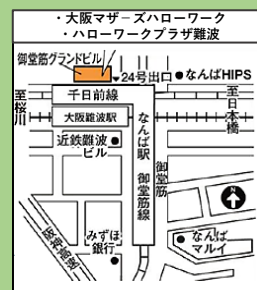 ・大阪マザーズハローワーク
・ハローワークプラザ難波
御堂筋グランドビル
24号出口
なんばHIPS
至桜川
千日前線
至日本橋
大阪難波駅
近鉄難波
ビル
なんば駅 御堂筋線
御堂筋
N
みずほ
銀行
なんば
マルイ
阪神高速